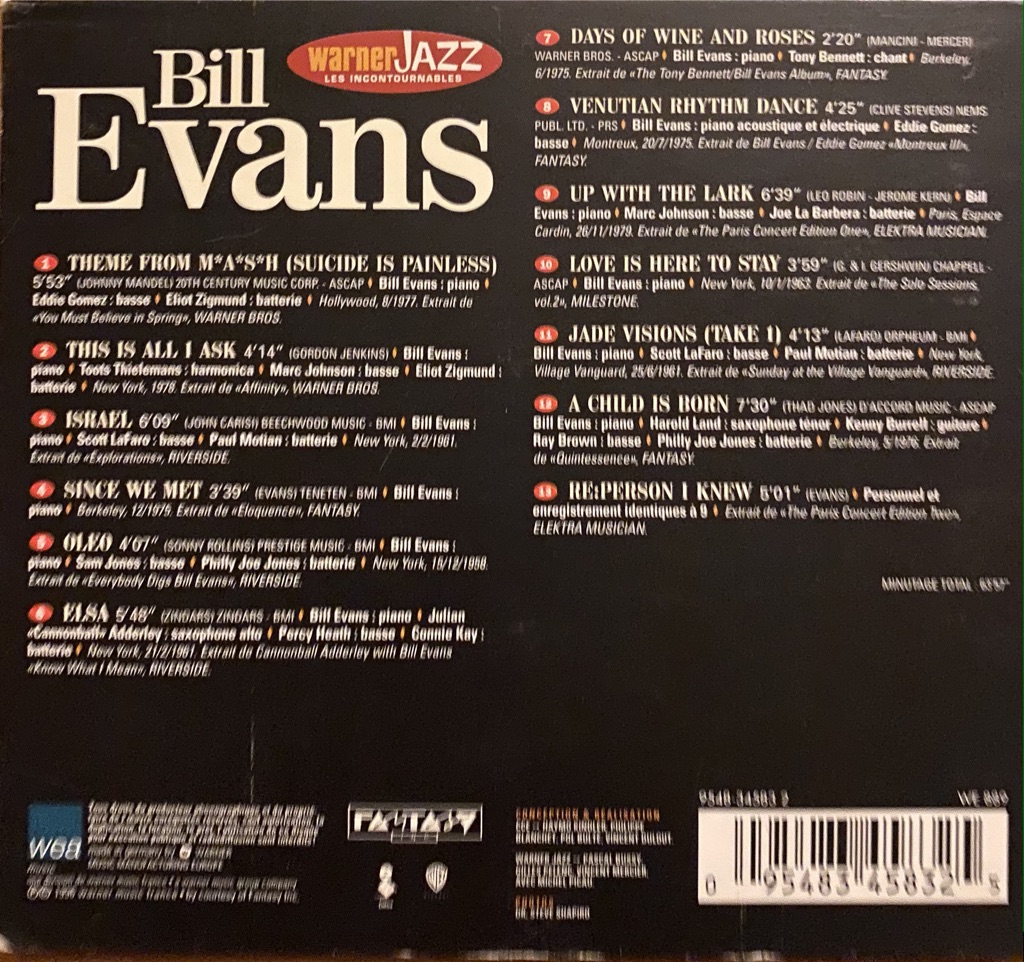 Bill
Evans
warnerJAZZ
LES INCONTOURNABLES
1 THEME FROM M*A*S*H (SUICIDE IS PAINLESS)
5'53" (JOHNNY MANDEL) 20TH CENTURY MUSIC CORP. - ASCAP ♦ Bill Evans : piano ♦
Eddie Gomez : basse ♦ Eliot Zigmund : batterie ♦ Hollywood, 8/1977. Extrait de
«You Must Believe in Spring», WARNER BROS.
2 THIS IS ALL I ASK 4'14" (GORDON JENKINS) ♦ Bill Evans :
piano ♦ Toots Thielemans : harmonica ♦ Marc Johnson : basse ♦ Eliot Zigmund :
batterie ♦ New York, 1978. Extrait de «Affinity», WARNER BROS.
3 ISRAEL 6'09" (JOHN CARISI) BEECHWOOD MUSIC - BMI ♦ Bill Evans :
piano ♦ Scott LaFaro : basse ♦ Paul Motian : batterie ♦ New York, 2/2/1961.
Extrait de «Explorations», RIVERSIDE.
4 SINCE WE MET 3'39" (EVANS) TENETEN - BMI ♦ Bill Evans :
piano ♦ Berkeley, 12/1975. Extrait de «Eloquence», FANTASY.
5 OLEO 4'07" (SONNY ROLLINS) PRESTIGE MUSIC - BMI ♦ Bill Evans :
piano ♦ Sam Jones : basse ♦ Philly Joe Jones : batterie ♦ New York, 15/12/1958.
Extrait de «Everybody Digs Bill Evans», RIVERSIDE.
6 ELSA 5'48" (ZINDARS) ZINDARS - BMI ♦ Bill Evans : piano ♦ Julian
«Cannonball» Adderley : saxophone alto ♦ Percy Heath : basse ♦ Connie Kay :
batterie ♦ New York, 21/2/1961. Extrait de Cannonball Adderley with Bill Evans
«Know What I Mean», RIVERSIDE.
7 DAYS OF WINE AND ROSES 2'20" (MANCINI - MERCER)
WARNER BROS. - ASCAP ♦ Bill Evans : piano ♦ Tony Bennett : chant ♦ Berkeley,
6/1975. Extrait de «The Tony Bennett/Bill Evans Album», FANTASY.
8 VENUTIAN RHYTHM DANCE 4'25" (CLIVE STEVENS) NEMS
PUBL. LTD. - PRS ♦ Bill Evans : piano acoustique et électrique ♦ Eddie Gomez :
basse ♦ Montreux, 20/7/1975. Extrait de Bill Evans / Eddie Gomez «Montreux III»,
FANTASY.
9 UP WITH THE LARK 6'39" (LEO ROBIN - JEROME KERN) ♦ Bill
Evans : piano ♦ Marc Johnson : basse ♦ Joe La Barbera : batterie ♦ Paris, Espace
Cardin, 26/11/1979. Extrait de «The Paris Concert Edition One», ELEKTRA MUSICIAN.
10 LOVE IS HERE TO STAY 3'59" (G. & I. GERSHWIN) CHAPPELL -
ASCAP ♦ Bill Evans : piano ♦ New York, 10/1/1963. Extrait de «The Solo Sessions,
vol.2», MILESTONE.
11 JADE VISIONS (TAKE 1) 4'13" (LAFARO) ORPHEUM - BMI ♦
Bill Evans : piano ♦ Scott LaFaro : basse ♦ Paul Motian : batterie ♦ New York,
Village Vanguard, 25/6/1961. Extrait de «Sunday at the Village Vanguard», RIVERSIDE.
12 A CHILD IS BORN 7'30" (THAD JONES) D'ACCORD MUSIC - ASCAP
Bill Evans : piano ♦ Harold Land : saxophone ténor ♦ Kenny Burrell : guitare ♦
Ray Brown : basse ♦ Philly Joe Jones : batterie ♦ Berkeley, 5/1976. Extrait
de «Quintessence», FANTASY.
13 RE:PERSON I KNEW 5'01" (EVANS) ♦ Personnel et
enregistrement identiques à 9 ♦ Extrait de «The Paris Concert Edition Two»,
ELEKTRA MUSICIAN.
MINUTAGE TOTAL : 63'57"
wea
FANTASY
CONCEPTION & RÉALISATION
DR. STEVE SHAPIRO
WE 889
0 95483 45832